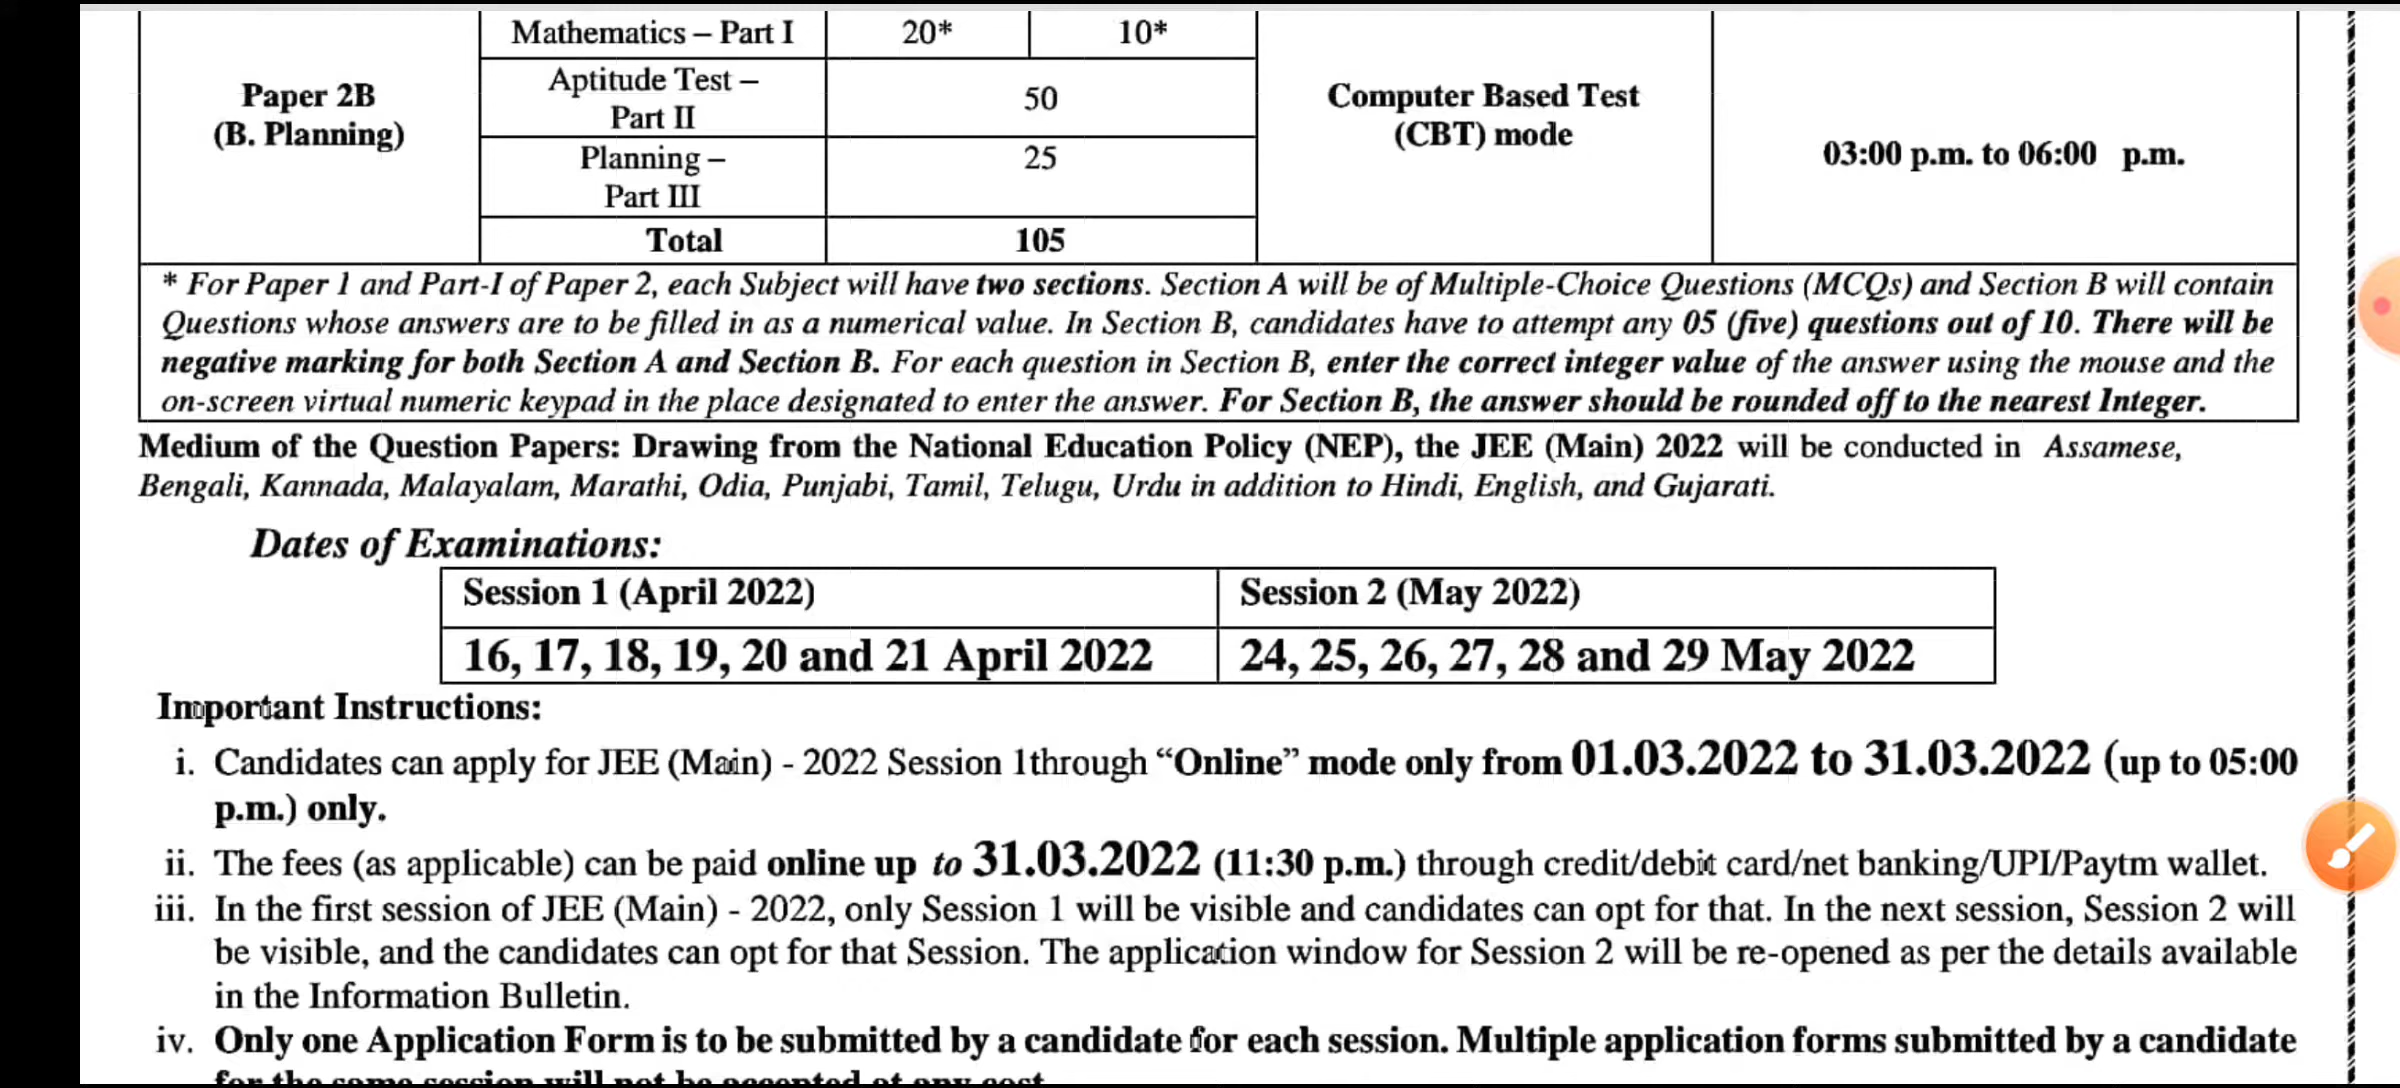 Mathematics – Part I 20* 10*
Paper 2B
(B. Planning)
Aptitude Test –
Part II
50
Planning –
Part III
25
Total 105
Computer Based Test
(CBT) mode
03:00 p.m. to 06:00 p.m.
* For Paper 1 and Part-I of Paper 2, each Subject will have two sections. Section A will be of Multiple-Choice Questions (MCQs) and Section B will contain
Questions whose answers are to be filled in as a numerical value. In Section B, candidates have to attempt any 05 (five) questions out of 10. There will be
negative marking for both Section A and Section B. For each question in Section B, enter the correct integer value of the answer using the mouse and the
on-screen virtual numeric keypad in the place designated to enter the answer. For Section B, the answer should be rounded off to the nearest Integer.
Medium of the Question Papers: Drawing from the National Education Policy (NEP), the JEE (Main) 2022 will be conducted in Assamese,
Bengali, Kannada, Malayalam, Marathi, Odia, Punjabi, Tamil, Telugu, Urdu in addition to Hindi, English, and Gujarati.
Dates of Examinations:
Session 1 (April 2022) Session 2 (May 2022)
16, 17, 18, 19, 20 and 21 April 2022 24, 25, 26, 27, 28 and 29 May 2022
Important Instructions:
i. Candidates can apply for JEE (Main) - 2022 Session 1through “Online” mode only from 01.03.2022 to 31.03.2022 (up to 05:00
p.m.) only.
ii. The fees (as applicable) can be paid online up to 31.03.2022 (11:30 p.m.) through credit/debit card/net banking/UPI/Paytm wallet.
iii. In the first session of JEE (Main) - 2022, only Session 1 will be visible and candidates can opt for that. In the next session, Session 2 will
be visible, and the candidates can opt for that Session. The application window for Session 2 will be re-opened as per the details available
in the Information Bulletin.
iv. Only one Application Form is to be submitted by a candidate for each session. Multiple application forms submitted by a candidate
for the same session will not be accepted at any cost